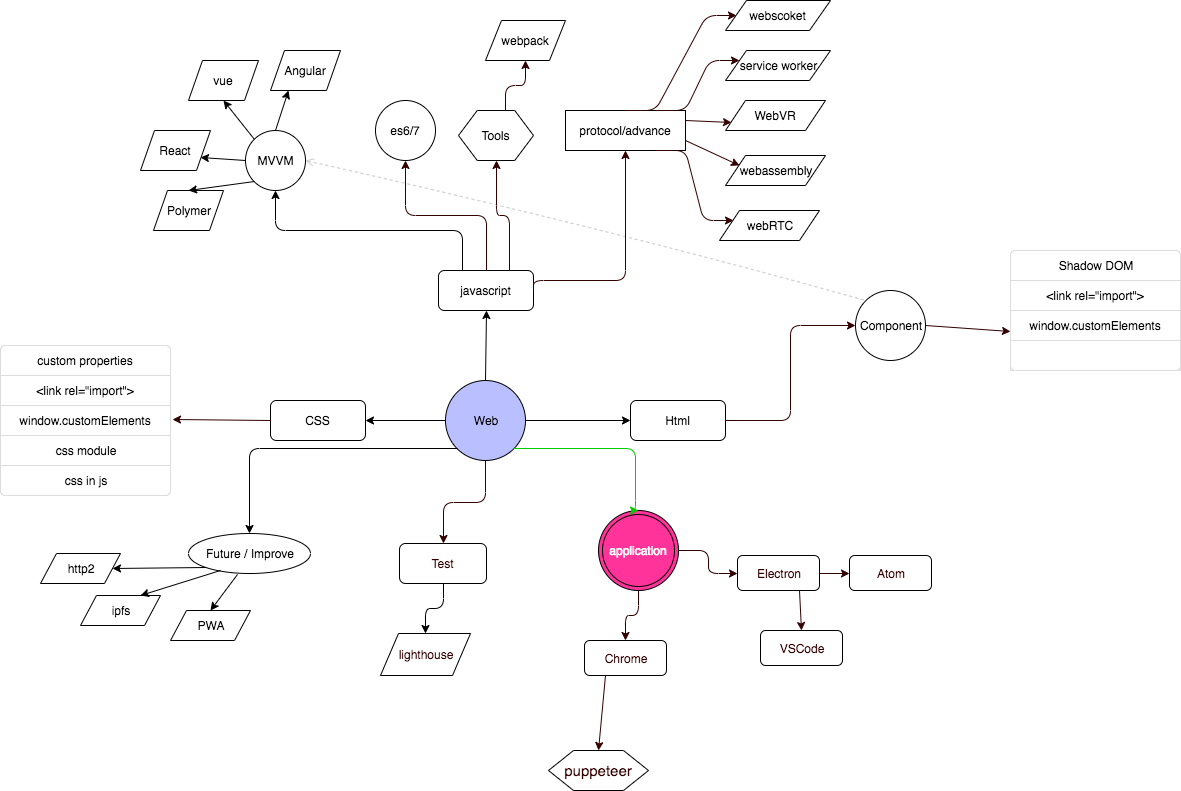 webscoket
webpack
service worker
Angular
vue
WebVR
es6/7
Tools
protocol/advance
React
MVVM
webassembly
Polymer
webRTC
Shadow DOM
javascript
<link rel="import">
Component
window.customElements
custom properties
<link rel="import">
window.customElements
css module
css in js
CSS
Web
Html
Future / Improve
application
http2
Test
Electron
Atom
ipfs
PWA
lighthouse
Chrome
VSCode
puppeteer